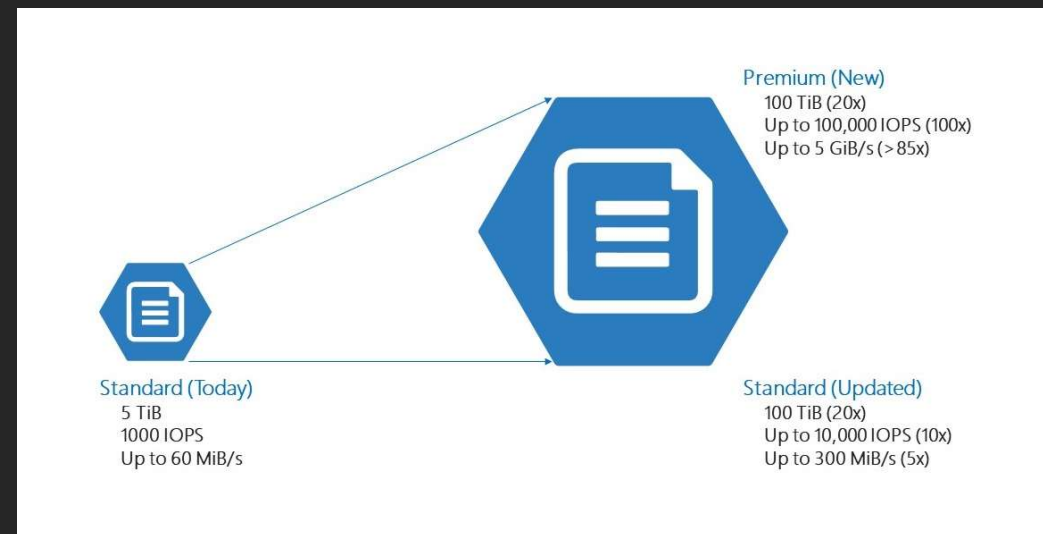 Premium (New)
100 TiB (20x)
Up to 100,000 IOPS (100x)
Up to 5 GiB/s (>85x)
Standard (Today)
5 TiB
1000 IOPS
Up to 60 MiB/s
Standard (Updated)
100 TiB (20x)
Up to 10,000 IOPS (10x)
Up to 300 MiB/s (5x)